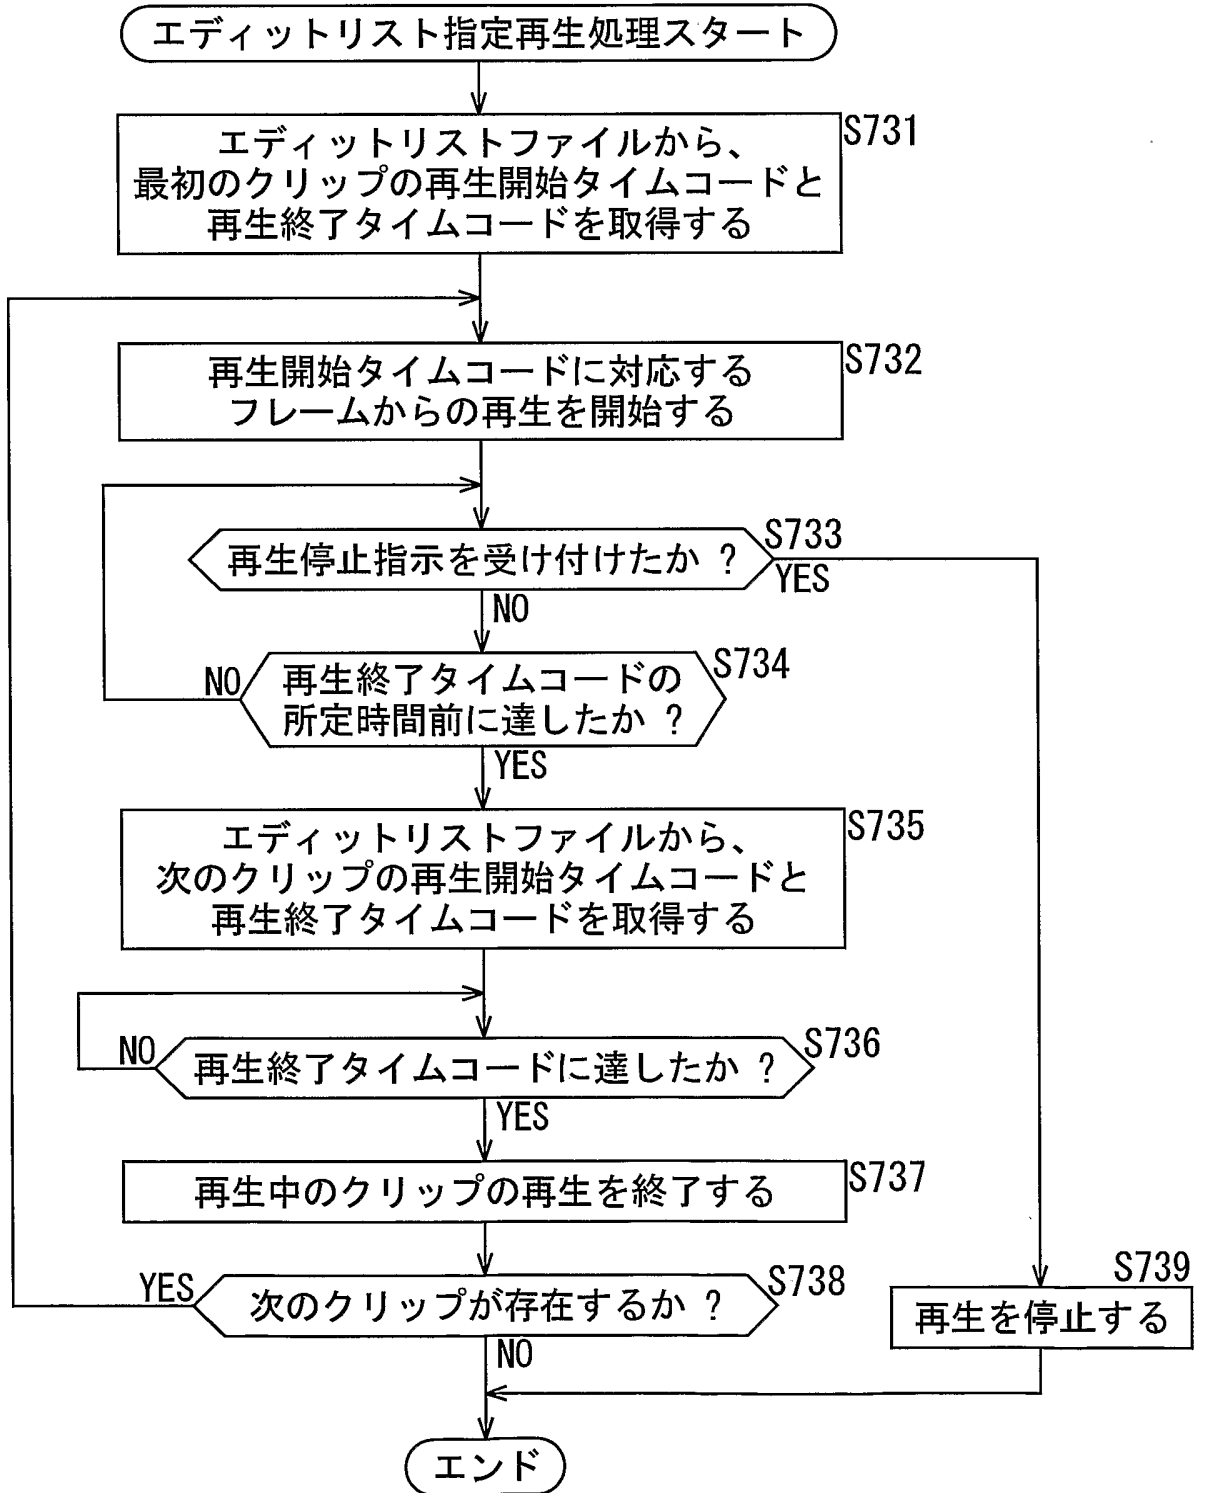 エディットリスト指定再生処理スタート
S731
エディットリストファイルから、
最初のクリップの再生開始タイムコードと
再生終了タイムコードを取得する
S732
再生開始タイムコードに対応する
フレームからの再生を開始する
S733
再生停止指示を受け付けたか ?
YES
NO
S734
NO
再生終了タイムコードの
所定時間前に達したか ?
YES
S735
エディットリストファイルから、
次のクリップの再生開始タイムコードと
再生終了タイムコードを取得する
S736
NO
再生終了タイムコードに達したか ?
YES
S737
再生中のクリップの再生を終了する
S738
YES
次のクリップが存在するか ?
NO
S739
再生を停止する
エンド